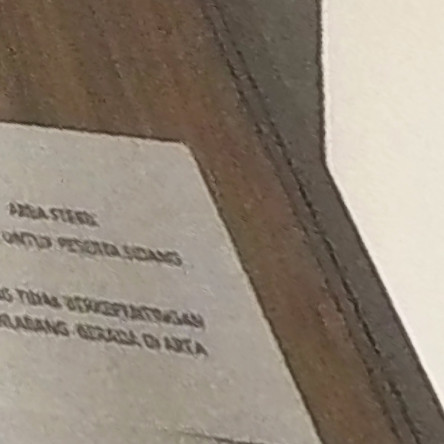 AREA STERIL
UNTUK PESERTA SIDANG
TIDAK BERKEPENTINGAN
BERADA DI AREA